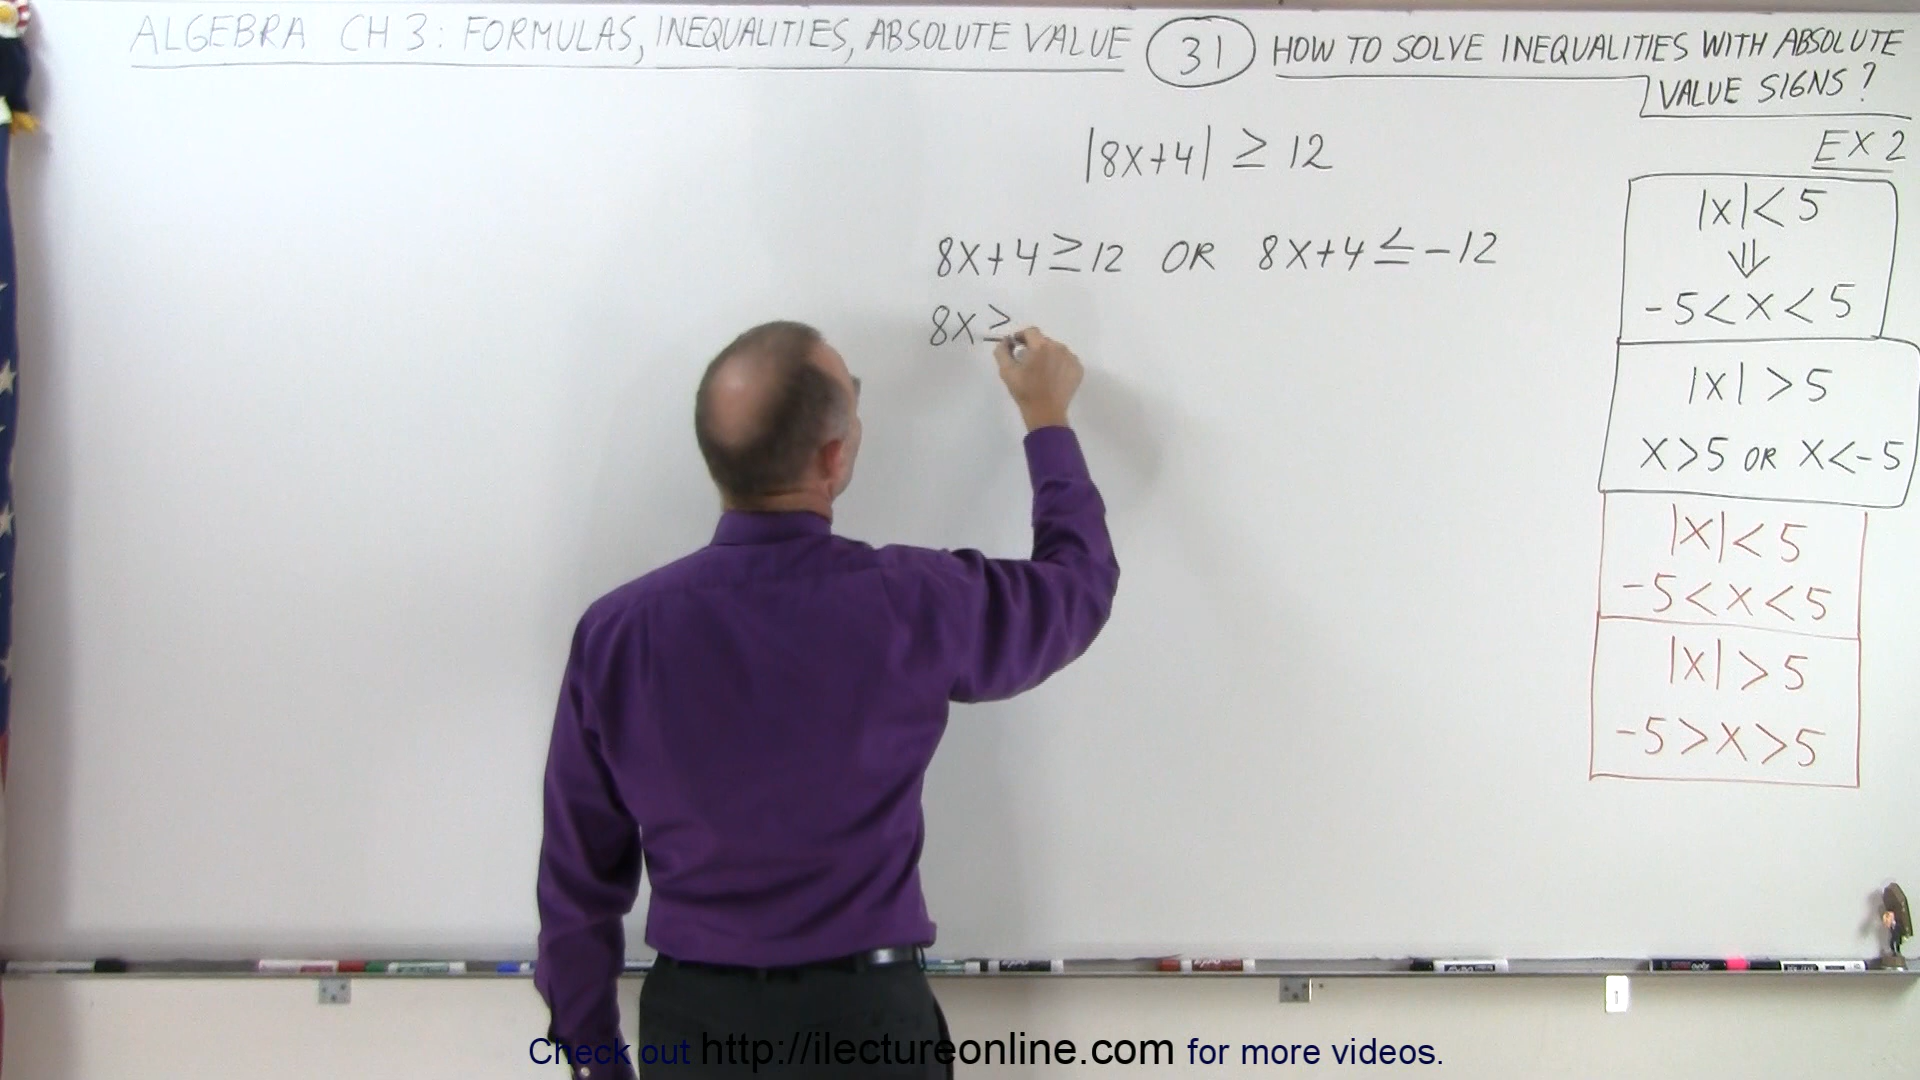 ALGEBRA CH 3: FORMULAS, INEQUALITIES, ABSOLUTE VALUE 31 HOW TO SOLVE INEQUALITIES WITH ABSOLUTE
VALUE SIGNS?
EX 2
|8X+4| ≥ 12
8X+4≥12 OR 8X+4≤-12
8X≥
|X|<5
⇓
-5<X<5
|X|>5
X>5 OR X<-5
|X|<5
-5<X<5
|X|>5
-5>X>5
Check out http://ilectureonline.com for more videos.